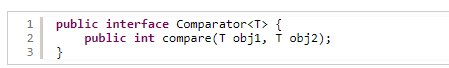 1 public interface Comparator<T> {
2     public int compare(T obj1, T obj2);
3 }